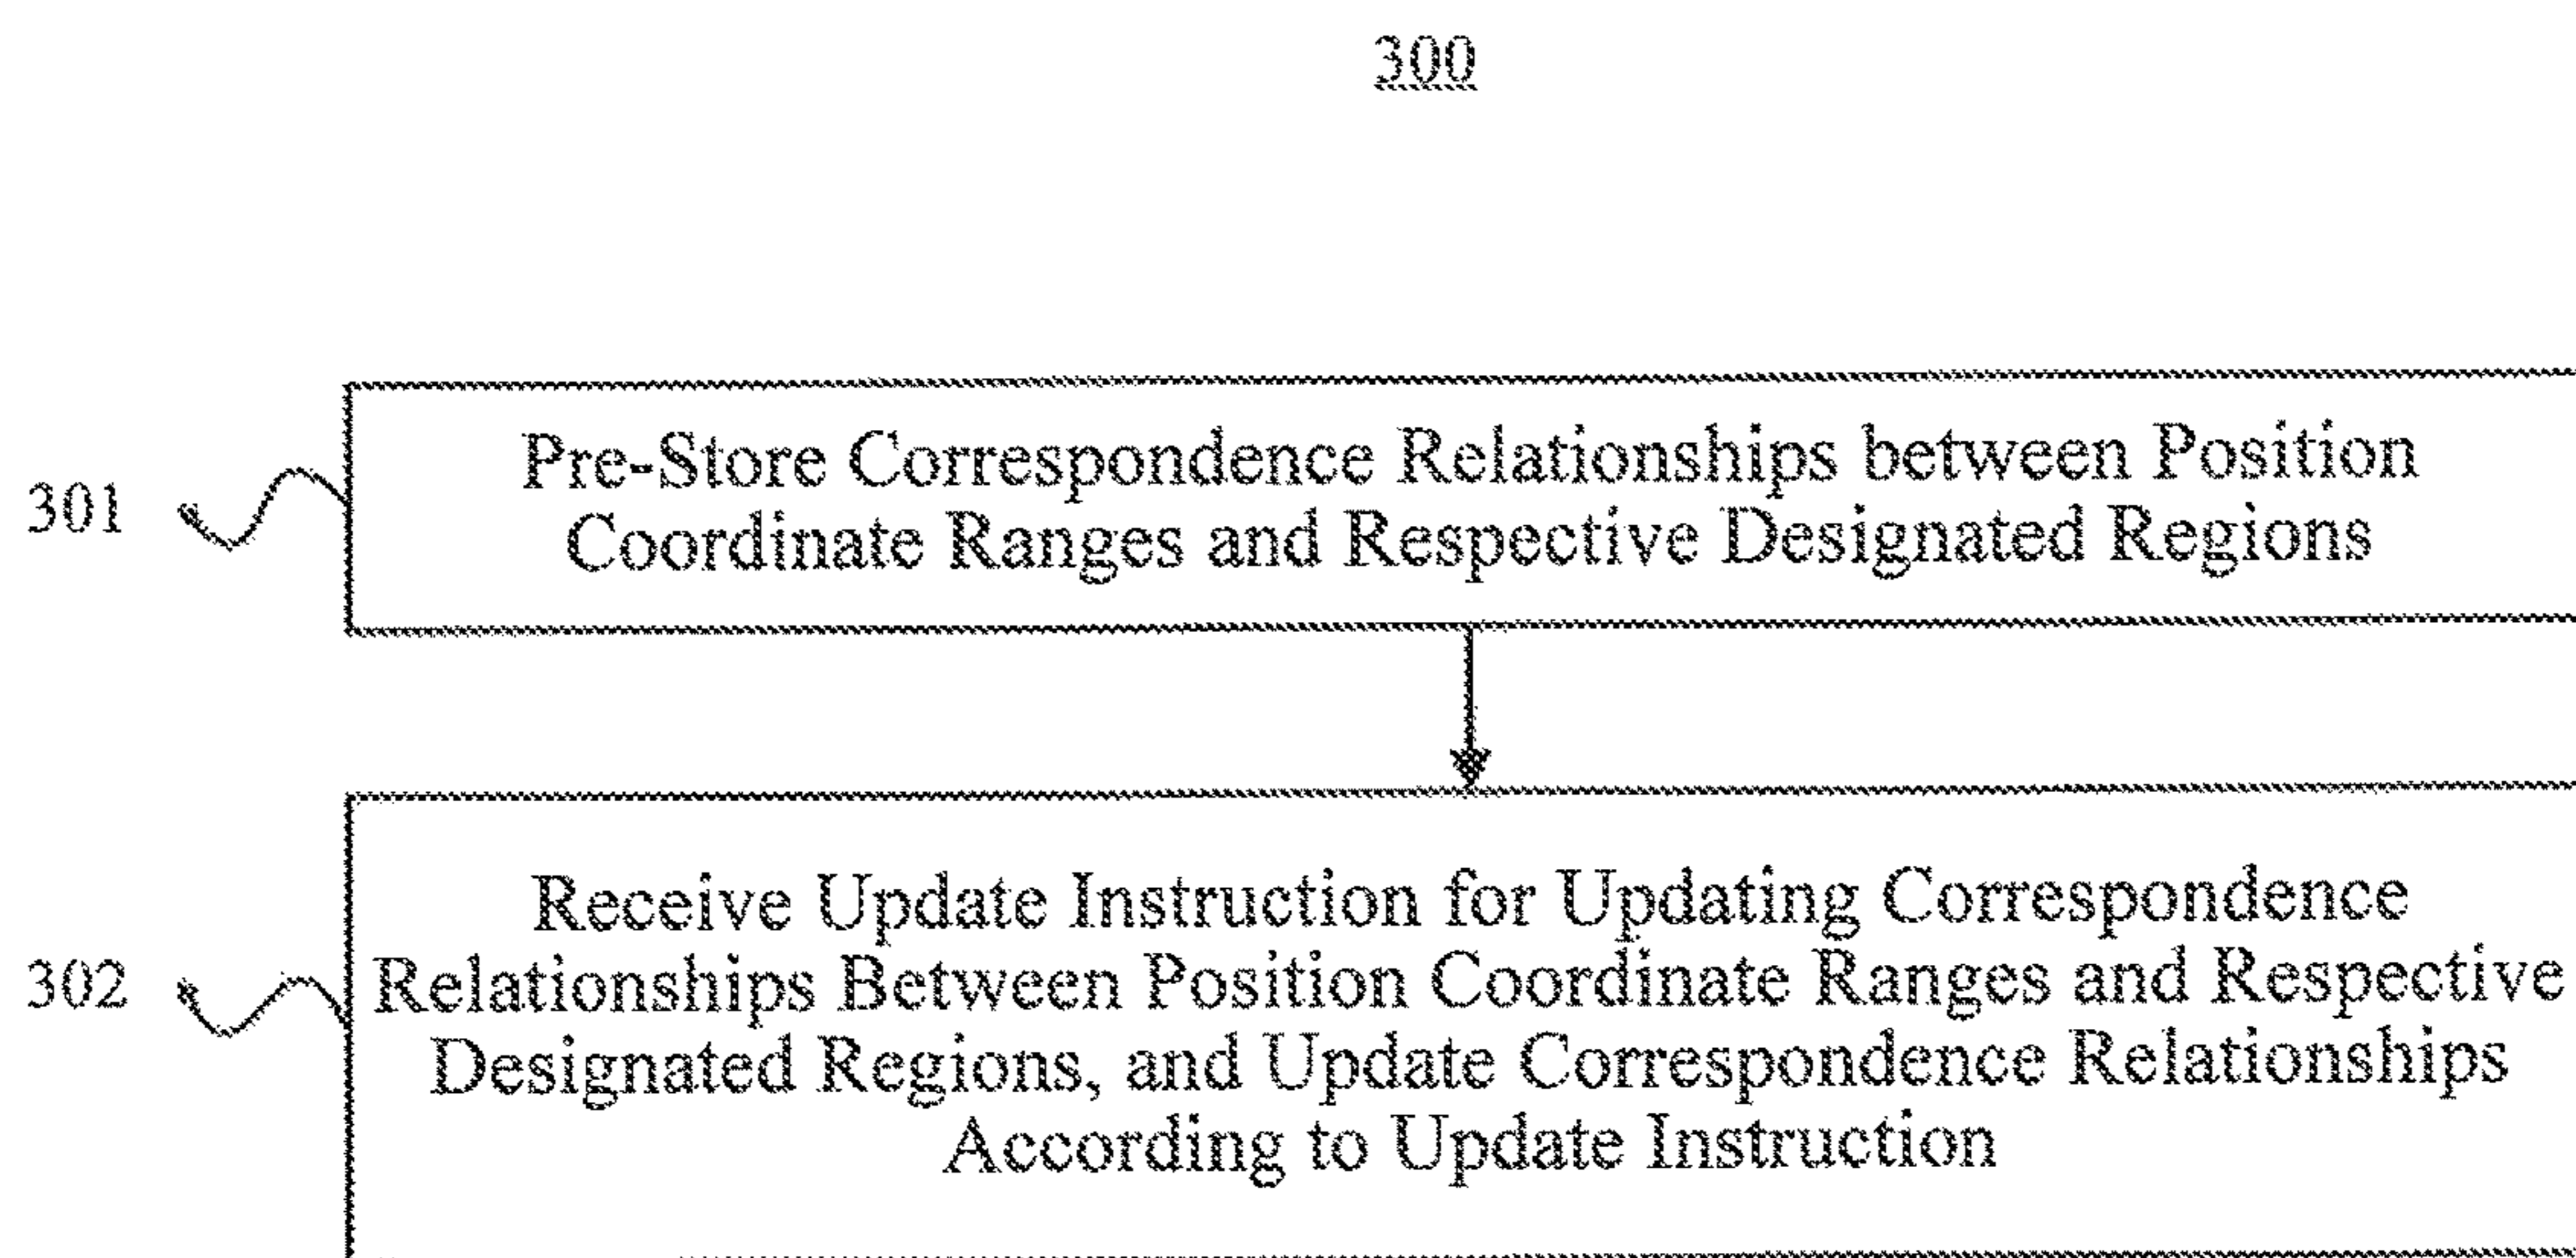 300
301
Pre-Store Correspondence Relationships between Position
Coordinate Ranges and Respective Designated Regions
302
Receive Update Instruction for Updating Correspondence
Relationships Between Position Coordinate Ranges and Respective
Designated Regions, and Update Correspondence Relationships
According to Update Instruction